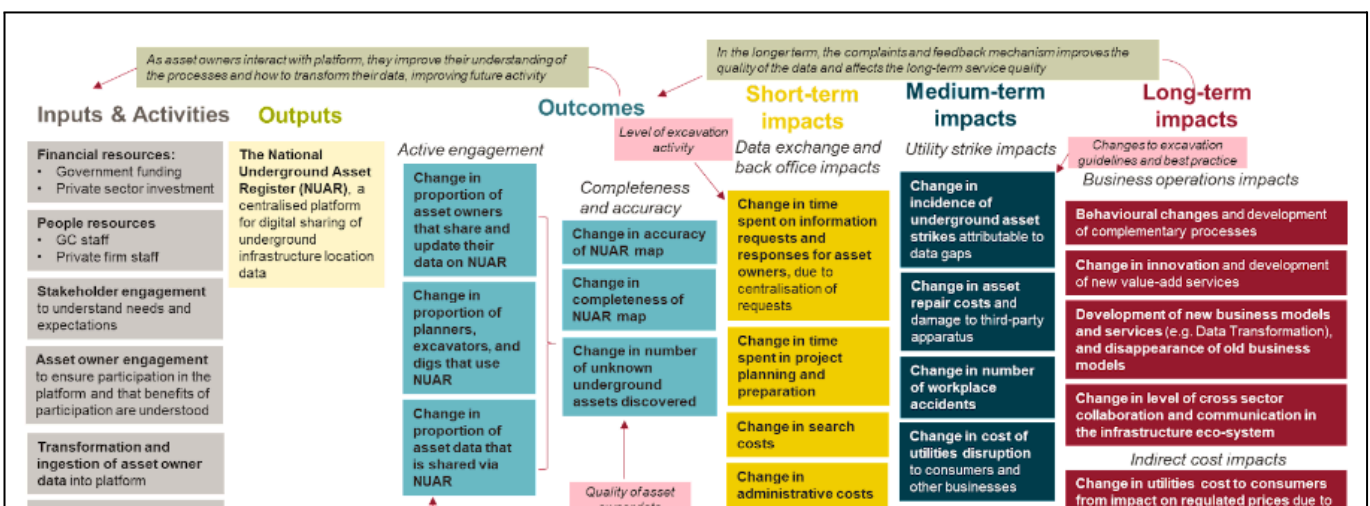 As asset owners interact with platform, they improve their understanding of
the processes and how to transform their data, improving future activity
In the longer term, the complaints and feedback mechanism improves the
quality of the data and affects the long-term service quality
Inputs & Activities
Financial resources:
• Government funding
• Private sector investment
People resources
• GC staff
• Private firm staff
Stakeholder engagement
to understand needs and
expectations
Asset owner engagement
to ensure participation in the
platform and that benefits of
participation are understood
Transformation and
ingestion of asset owner
data into platform
Outputs
The National
Underground Asset
Register (NUAR), a
centralised platform
for digital sharing of
underground
infrastructure location
data
Outcomes
Active engagement
Change in
proportion of
asset owners
that share and
update their
data on NUAR
Change in
proportion of
planners,
excavators, and
digs that use
NUAR
Change in
proportion of
asset data that
is shared via
NUAR
Completeness
and accuracy
Change in accuracy
of NUAR map
Change in
completeness of
NUAR map
Change in number
of unknown
underground
assets discovered
Quality of asset
Level of excavation
activity
Short-term
impacts
Data exchange and
back office impacts
Change in time
spent on information
requests and
responses for asset
owners, due to
centralisation of
requests
Change in time
spent in project
planning and
preparation
Change in search
costs
Change in
administrative costs
Medium-term
impacts
Utility strike impacts
Change in
incidence of
underground asset
strikes attributable to
data gaps
Change in asset
repair costs and
damage to third-party
apparatus
Change in number
of workplace
accidents
Change in cost of
utilities disruption
to consumers and
other businesses
Long-term
impacts
Changes to excavation
guidelines and best practice
Business operations impacts
Behavioural changes and development
of complementary processes
Change in innovation and development
of new value-add services
Development of new business models
and services (e.g. Data Transformation),
and disappearance of old business
models
Change in level of cross sector
collaboration and communication in
the infrastructure eco-system
Indirect cost impacts
Change in utilities cost to consumers
from impact on regulated prices due to